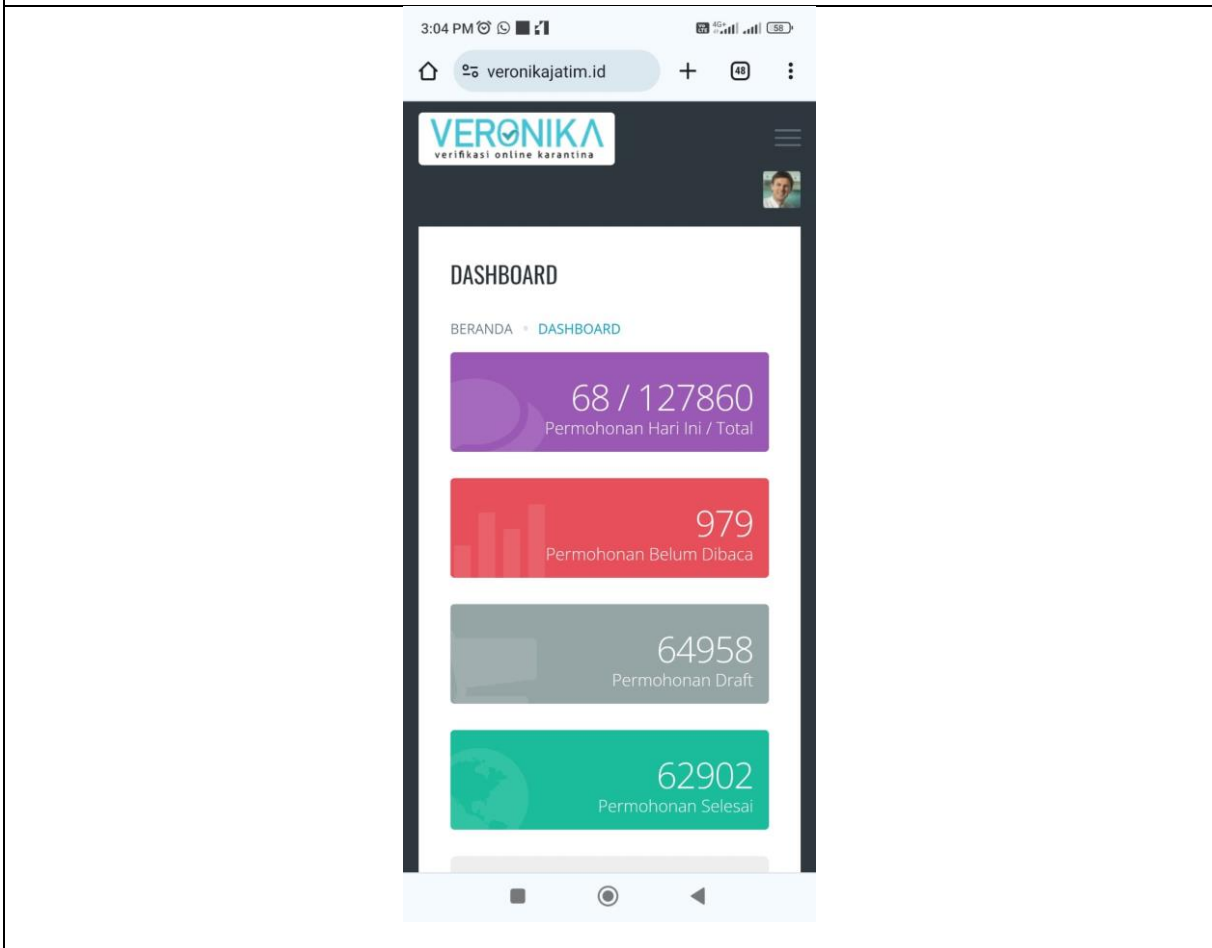 3:04 PM
4G+
58
veronikajatim.id
48
VERONIKA
verifikasi online karantina
DASHBOARD
BERANDA
DASHBOARD
68 / 127860
Permohonan Hari Ini / Total
979
Permohonan Belum Dibaca
64958
Permohonan Draft
62902
Permohonan Selesai